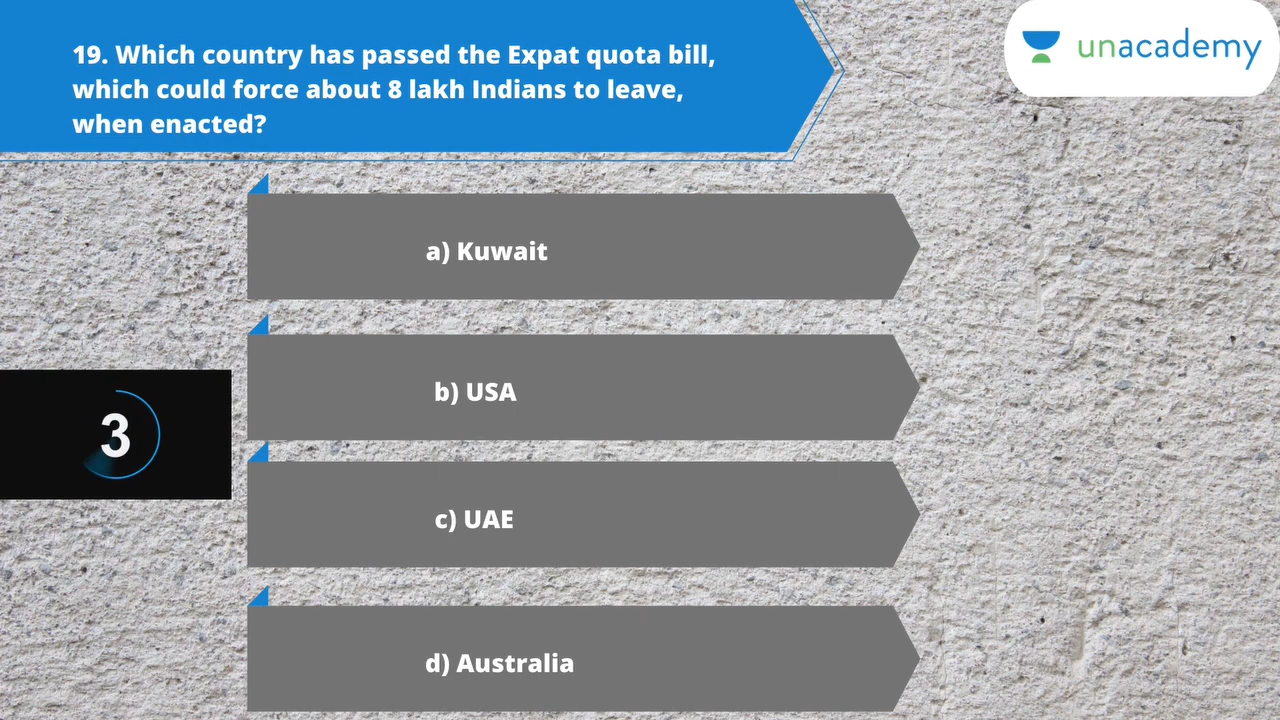 19. Which country has passed the Expat quota bill,
which could force about 8 lakh Indians to leave,
when enacted?
unacademy
a) Kuwait
b) USA
3
c) UAE
d) Australia